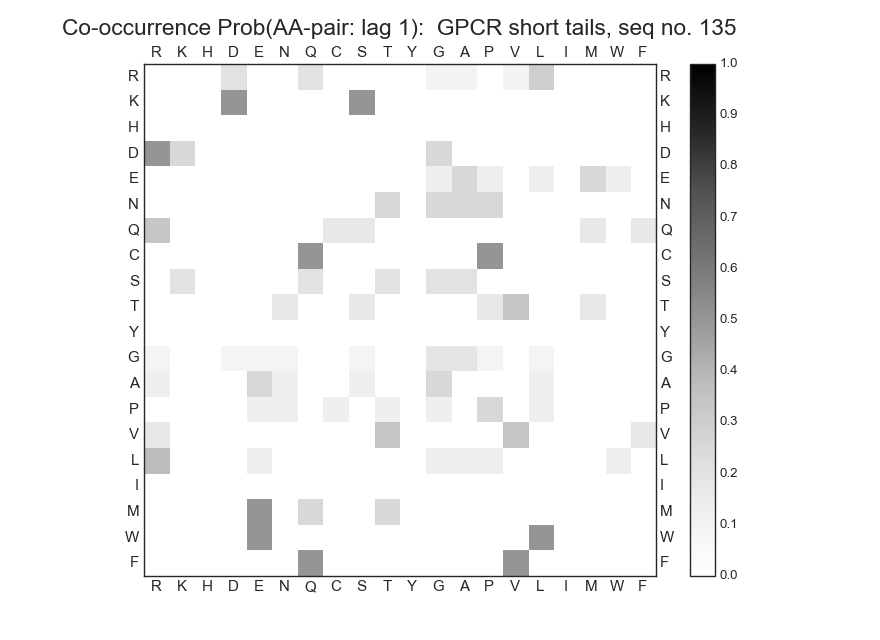 Co-occurrence Prob(AA-pair: lag 1):  GPCR short tails, seq no. 135
R K H D E N Q C S T Y G A P V L I M W F
R R 1.0
K K 0.9
H H
D D 0.8
E E
N N 0.7
Q Q
C C 0.6
S S
T T 0.5
Y Y
G G 0.4
A A
P P 0.3
V V
L L 0.2
I I
M M 0.1
W W
F F 0.0
R K H D E N Q C S T Y G A P V L I M W F